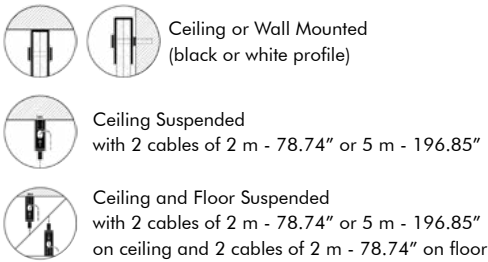 Ceiling or Wall Mounted
(black or white profile)
Ceiling Suspended
with 2 cables of 2 m - 78.74” or 5 m - 196.85”
Ceiling and Floor Suspended
with 2 cables of 2 m - 78.74” or 5 m - 196.85”
on ceiling and 2 cables of 2 m - 78.74” on floor